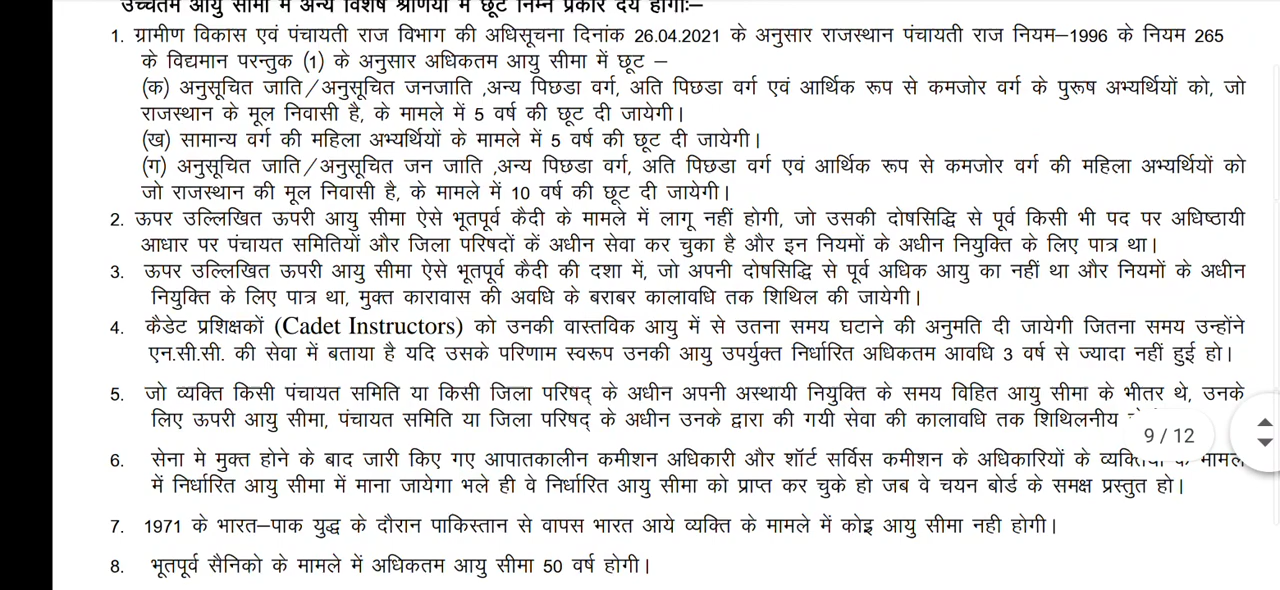 उच्चतम आयु सीमा में अन्य विशेष श्रेणियों में छूट निम्न प्रकार देय होगीः–
1. ग्रामीण विकास एवं पंचायती राज विभाग की अधिसूचना दिनांक 26.04.2021 के अनुसार राजस्थान पंचायती राज नियम–1996 के नियम 265
के विद्यमान परन्तुक (1) के अनुसार अधिकतम आयु सीमा में छूट –
(क) अनुसूचित जाति/अनुसूचित जनजाति ,अन्य पिछडा वर्ग, अति पिछडा वर्ग एवं आर्थिक रूप से कमजोर वर्ग के पुरूष अभ्यर्थियों को, जो
राजस्थान के मूल निवासी है, के मामले में 5 वर्ष की छूट दी जायेगी।
(ख) सामान्य वर्ग की महिला अभ्यर्थियों के मामले में 5 वर्ष की छूट दी जायेगी।
(ग) अनुसूचित जाति/अनुसूचित जन जाति ,अन्य पिछडा वर्ग, अति पिछडा वर्ग एवं आर्थिक रूप से कमजोर वर्ग की महिला अभ्यर्थियों को
जो राजस्थान की मूल निवासी है, के मामले में 10 वर्ष की छूट दी जायेगी।
2. ऊपर उल्लिखित ऊपरी आयु सीमा ऐसे भूतपूर्व कैदी के मामले में लागू नहीं होगी, जो उसकी दोषसिद्धि से पूर्व किसी भी पद पर अधिष्ठायी
आधार पर पंचायत समितियों और जिला परिषदों कें अधीन सेवा कर चुका है और इन नियमों के अधीन नियुक्ति के लिए पात्र था।
3. ऊपर उल्लिखित ऊपरी आयु सीमा ऐसे भूतपूर्व कैदी की दशा में, जो अपनी दोषसिद्धि से पूर्व अधिक आयु का नहीं था और नियमों के अधीन
नियुक्ति के लिए पात्र था, मुक्त कारावास की अवधि के बराबर कालावधि तक शिथिल की जायेगी।
4. कैडेट प्रशिक्षकों (Cadet Instructors) को उनकी वास्तविक आयु में से उतना समय घटाने की अनुमति दी जायेगी जितना समय उन्होंने
एन.सी.सी. की सेवा में बताया है यदि उसके परिणाम स्वरूप उनकी आयु उपर्युक्त निर्धारित अधिकतम आवधि 3 वर्ष से ज्यादा नहीं हुई हो।
5. जो व्यक्ति किसी पंचायत समिति या किसी जिला परिषद् के अधीन अपनी अस्थायी नियुक्ति के समय विहित आयु सीमा के भीतर थे, उनके
लिए ऊपरी आयु सीमा, पंचायत समिति या जिला परिषद् के अधीन उनके द्वारा की गयी सेवा की कालावधि तक शिथिलनीय
9 / 12
6. सेना मे मुक्त होने के बाद जारी किए गए आपातकालीन कमीशन अधिकारी और शॉर्ट सर्विस कमीशन के अधिकारियों के मामले
में निर्धारित आयु सीमा में माना जायेगा भले ही वे निर्धारित आयु सीमा को प्राप्त कर चुके हो जब वे चयन बोर्ड के समक्ष प्रस्तुत हो।
7. 1971 के भारत–पाक युद्ध के दौरान पाकिस्तान से वापस भारत आये व्यक्ति के मामले में कोइ आयु सीमा नही होगी।
8. भूतपूर्व सैनिको के मामले में अधिकतम आयु सीमा 50 वर्ष होगी।